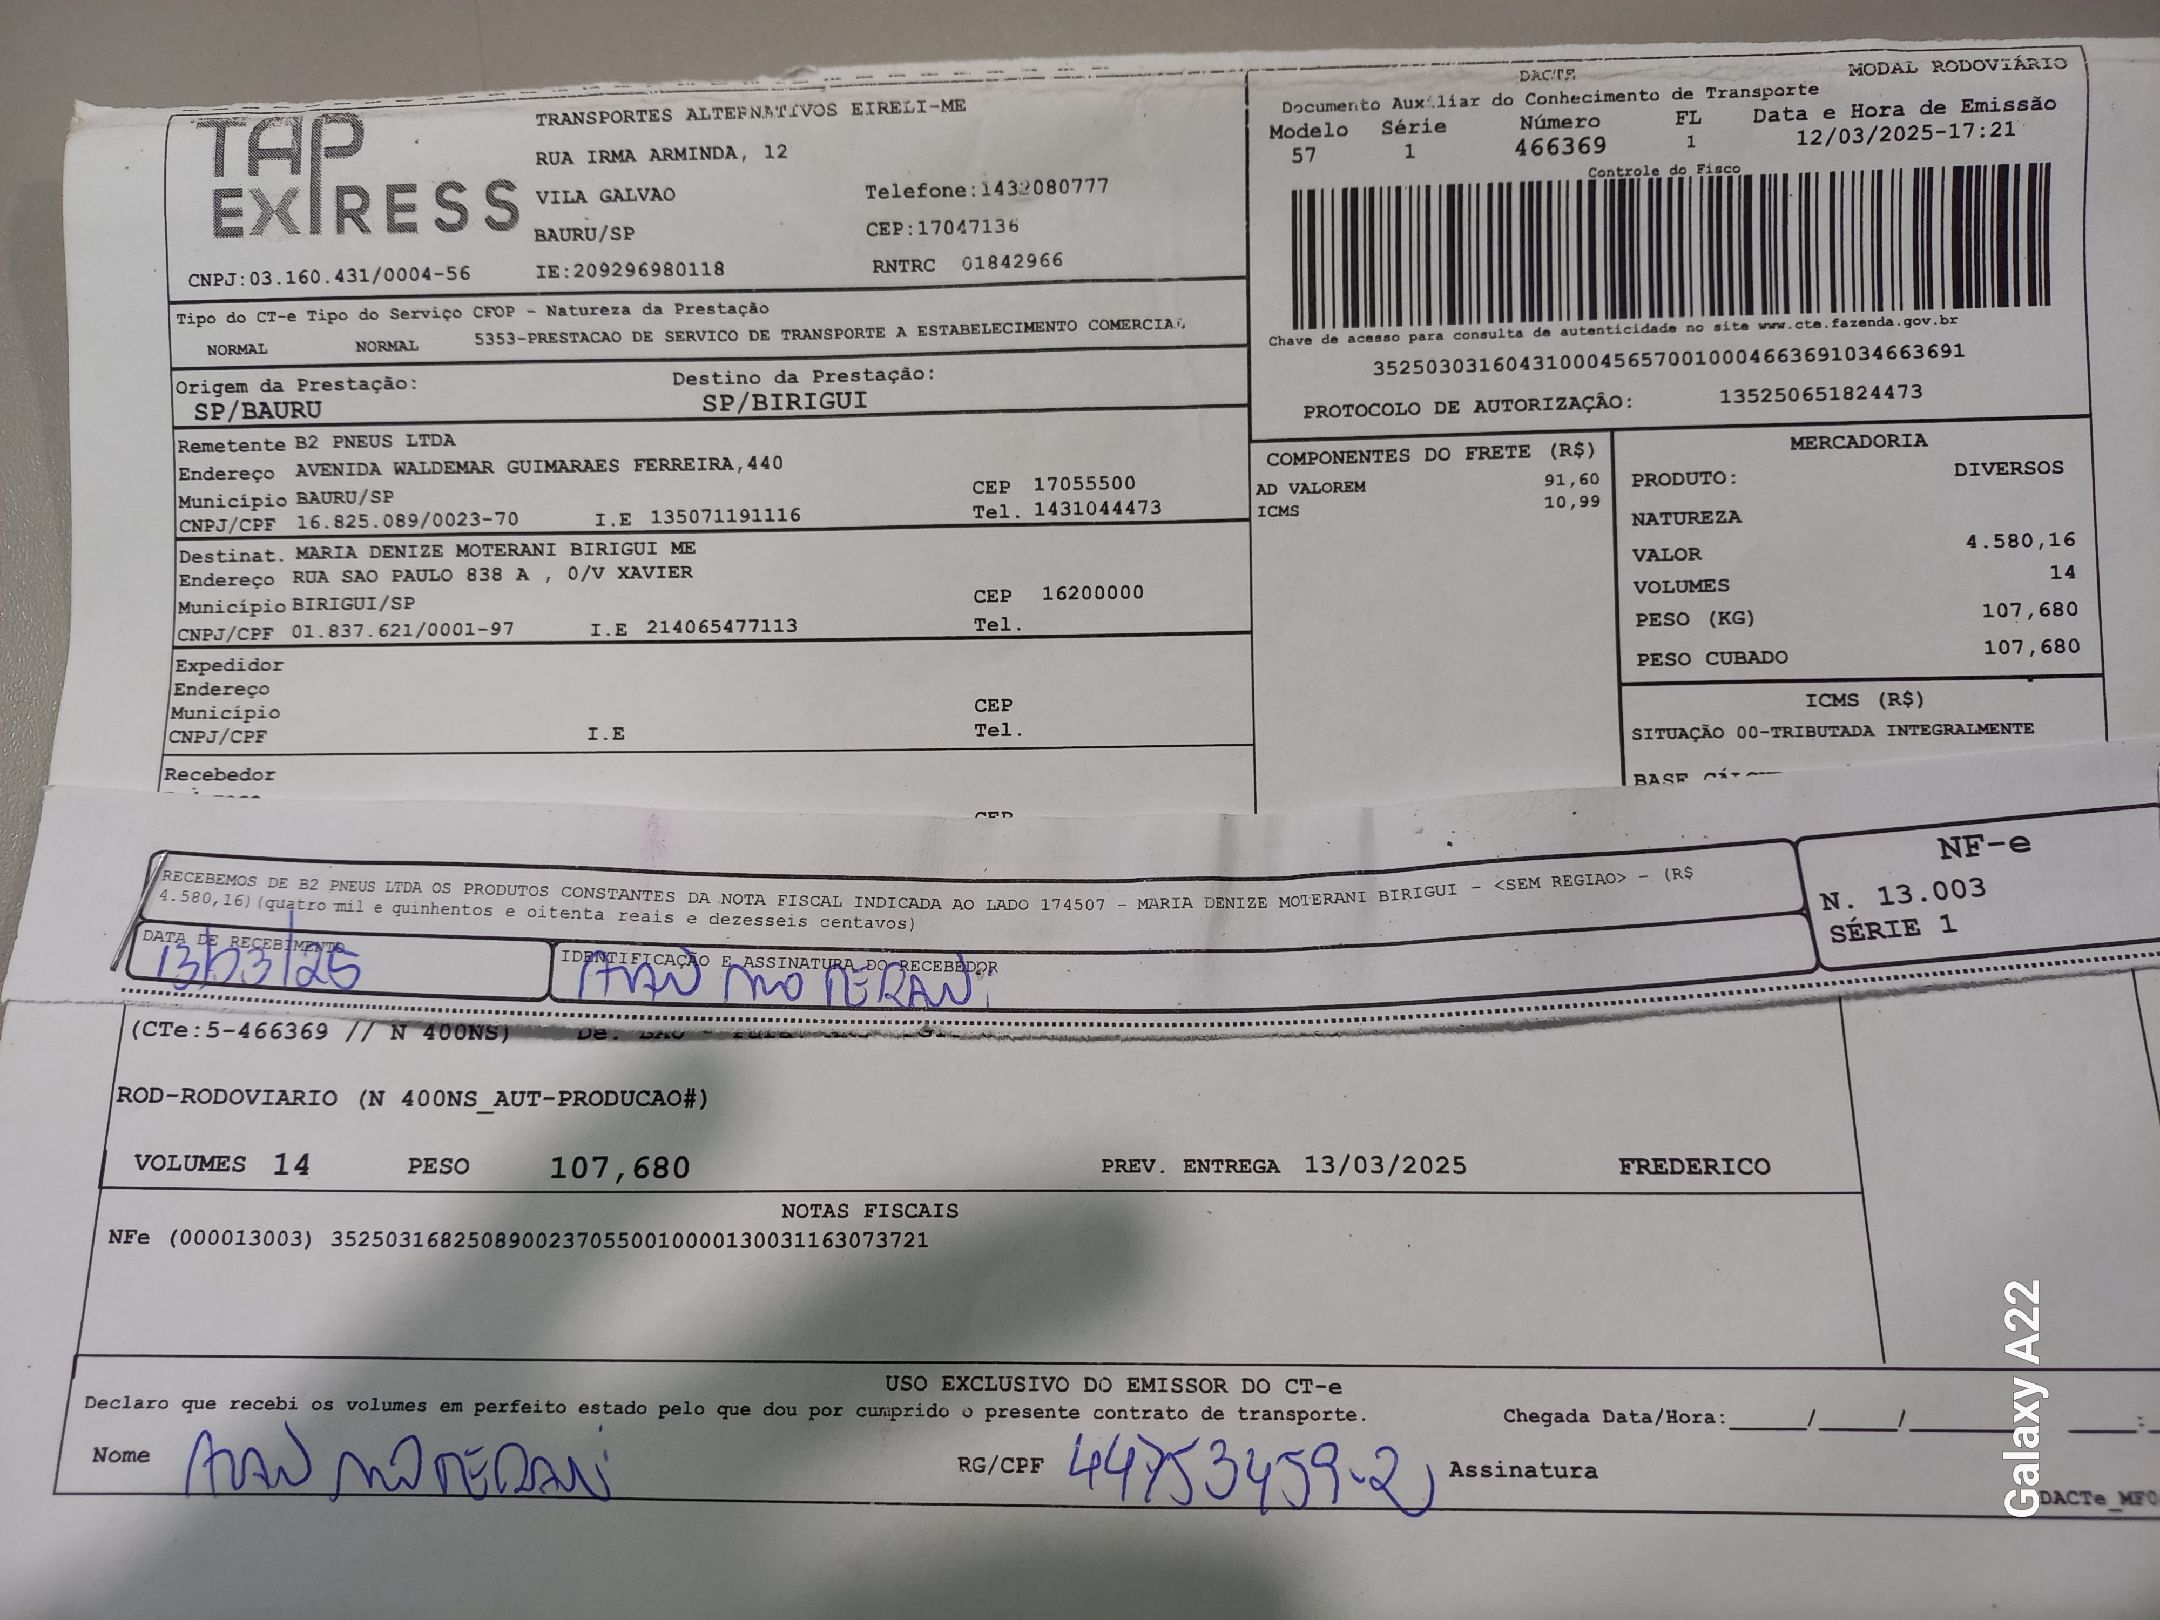 TAP EXPRESS
TRANSPORTES ALTERNATIVOS EIRELI-ME
RUA IRMA ARMINDA, 12
VILA GALVAO Telefone:1432080777
BAURU/SP CEP:17047136
CNPJ:03.160.431/0004-56 IE:209296980118 RNTRC 01842966
DACTE MODAL RODOVIÁRIO
Documento Auxiliar do Conhecimento de Transporte
Modelo Série Número FL Data e Hora de Emissão
57 1 466369 1 12/03/2025-17:21
Controle do Fisco
Chave de acesso para consulta de autenticidade no site www.cte.fazenda.gov.br
35250303160431000456570010004663691034663691
PROTOCOLO DE AUTORIZAÇÃO: 135250651824473
Tipo do CT-e Tipo do Serviço CFOP - Natureza da Prestação
NORMAL NORMAL 5353-PRESTACAO DE SERVICO DE TRANSPORTE A ESTABELECIMENTO COMERCIAL
Origem da Prestação: Destino da Prestação:
SP/BAURU SP/BIRIGUI
Remetente B2 PNEUS LTDA
Endereço AVENIDA WALDEMAR GUIMARAES FERREIRA,440
Município BAURU/SP CEP 17055500
CNPJ/CPF 16.825.089/0023-70 I.E 135071191116 Tel. 1431044473
Destinat. MARIA DENIZE MOTERANI BIRIGUI ME
Endereço RUA SAO PAULO 838 A , 0/V XAVIER
Município BIRIGUI/SP CEP 16200000
CNPJ/CPF 01.837.621/0001-97 I.E 214065477113 Tel.
Expedidor
Endereço
Município CEP
CNPJ/CPF I.E Tel.
Recebedor
CEP
COMPONENTES DO FRETE (R$)
AD VALOREM 91,60
ICMS 10,99
MERCADORIA
PRODUTO: DIVERSOS
NATUREZA
VALOR 4.580,16
VOLUMES 14
PESO (KG) 107,680
PESO CUBADO 107,680
ICMS (R$)
SITUAÇÃO 00-TRIBUTADA INTEGRALMENTE
BASE
RECEBEMOS DE B2 PNEUS LTDA OS PRODUTOS CONSTANTES DA NOTA FISCAL INDICADA AO LADO 174507 - MARIA DENIZE MOTERANI BIRIGUI - <SEM REGIAO> - (R$
4.580,16)(quatro mil e quinhentos e oitenta reais e dezesseis centavos)
NF-e
N. 13.003
SÉRIE 1
DATA DE RECEBIMENTO IDENTIFICAÇÃO E ASSINATURA DO RECEBEDOR
13/03/25 MOTERANI
(CTe:5-466369 // N 400NS)
ROD-RODOVIARIO (N 400NS_AUT-PRODUCAO#)
VOLUMES 14 PESO 107,680 PREV. ENTREGA 13/03/2025 FREDERICO
NOTAS FISCAIS
NFe (000013003) 35250316825089002370550010000130031163073721
USO EXCLUSIVO DO EMISSOR DO CT-e
Declaro que recebi os volumes em perfeito estado pelo que dou por cumprido o presente contrato de transporte. Chegada Data/Hora:_____/_____/_______ _____:
Nome MOTERANI RG/CPF 44753459-2 Assinatura
DACTe_MF0
Galaxy A22